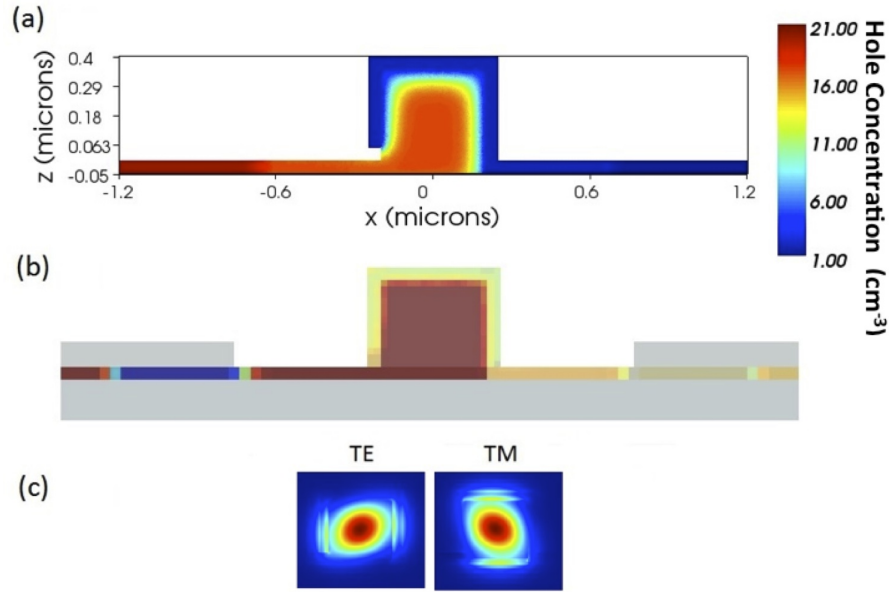 (a)
z (microns)
0.4
0.29
0.18
0.063
-0.05
-1.2
-0.6
0
0.6
1.2
x (microns)
21.00
16.00
11.00
6.00
1.00
Hole Concentration (cm-3)
(b)
(c)
TE
TM